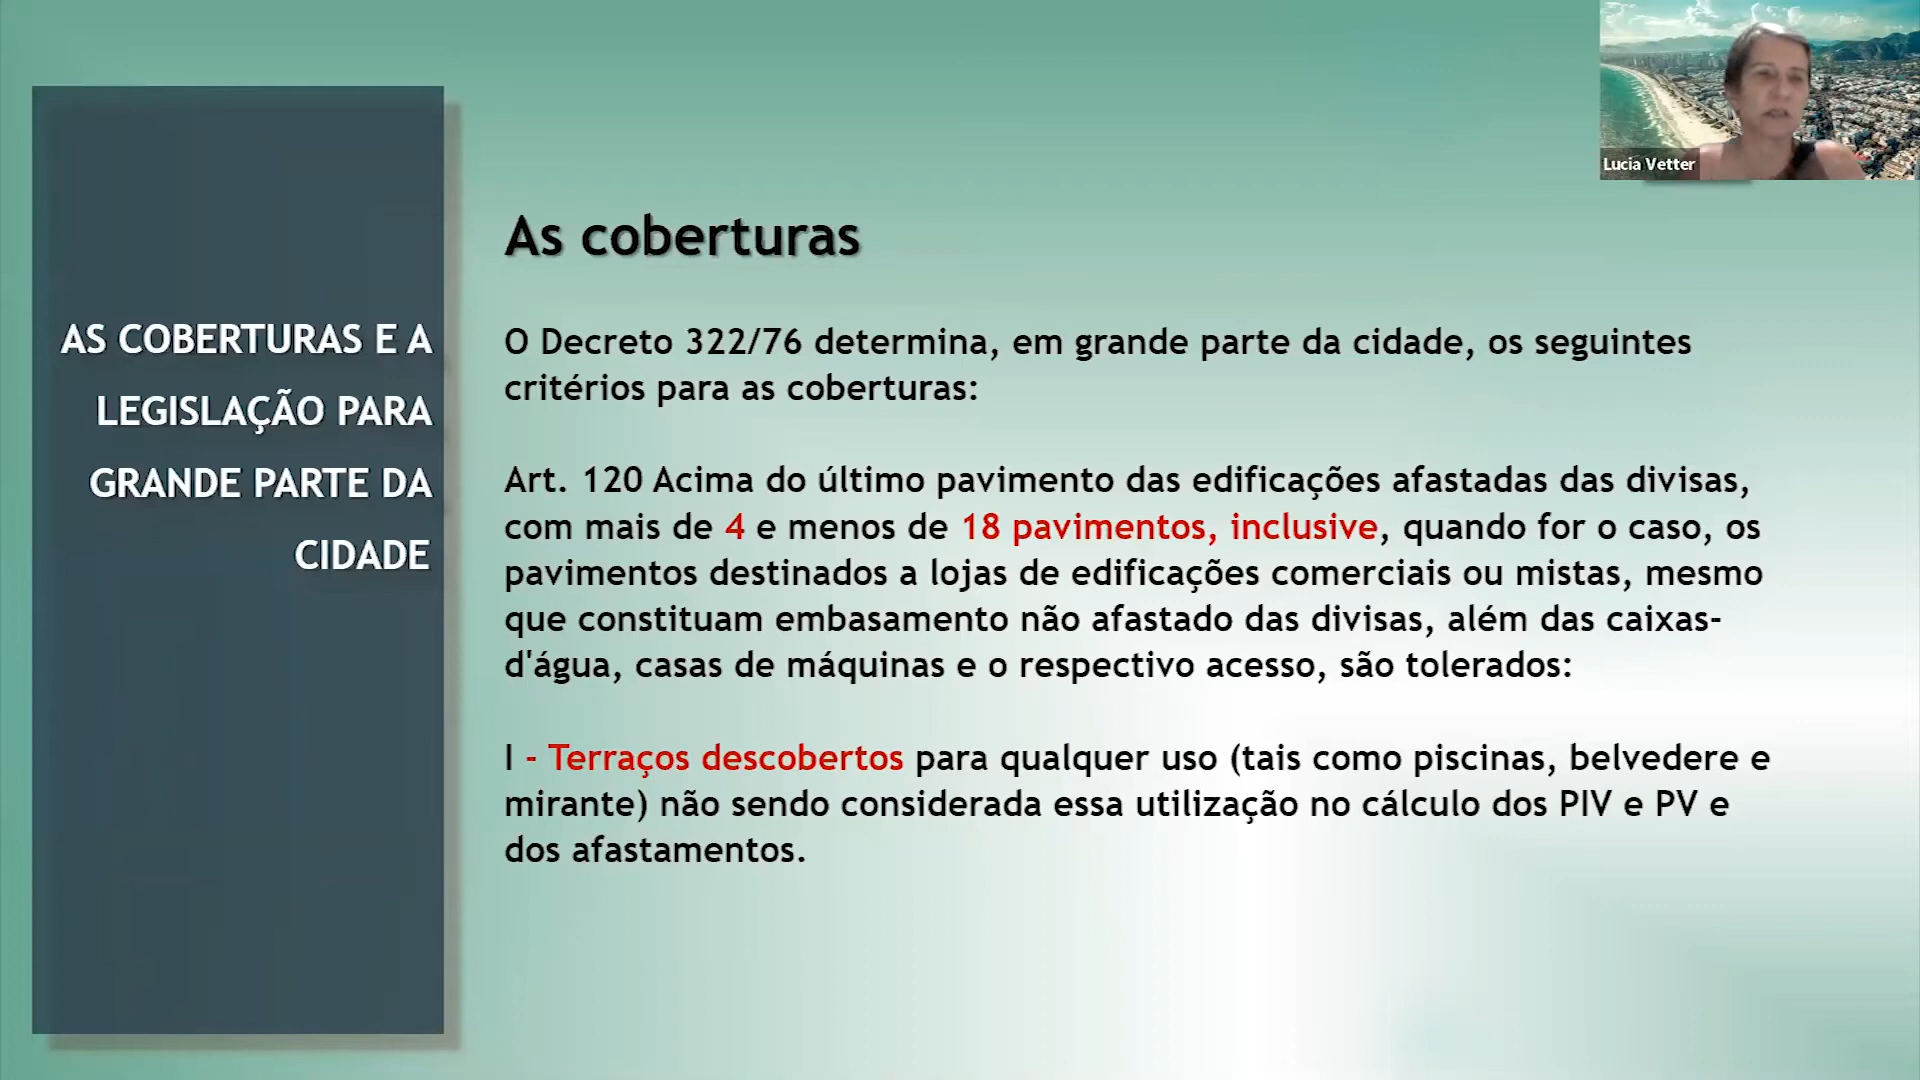 Lucia Vetter
AS COBERTURAS E A
LEGISLAÇÃO PARA
GRANDE PARTE DA
CIDADE
As coberturas
O Decreto 322/76 determina, em grande parte da cidade, os seguintes
critérios para as coberturas:
Art. 120 Acima do último pavimento das edificações afastadas das divisas,
com mais de 4 e menos de 18 pavimentos, inclusive, quando for o caso, os
pavimentos destinados a lojas de edificações comerciais ou mistas, mesmo
que constituam embasamento não afastado das divisas, além das caixas-
d'água, casas de máquinas e o respectivo acesso, são tolerados:
I - Terraços descobertos para qualquer uso (tais como piscinas, belvedere e
mirante) não sendo considerada essa utilização no cálculo dos PIV e PV e
dos afastamentos.